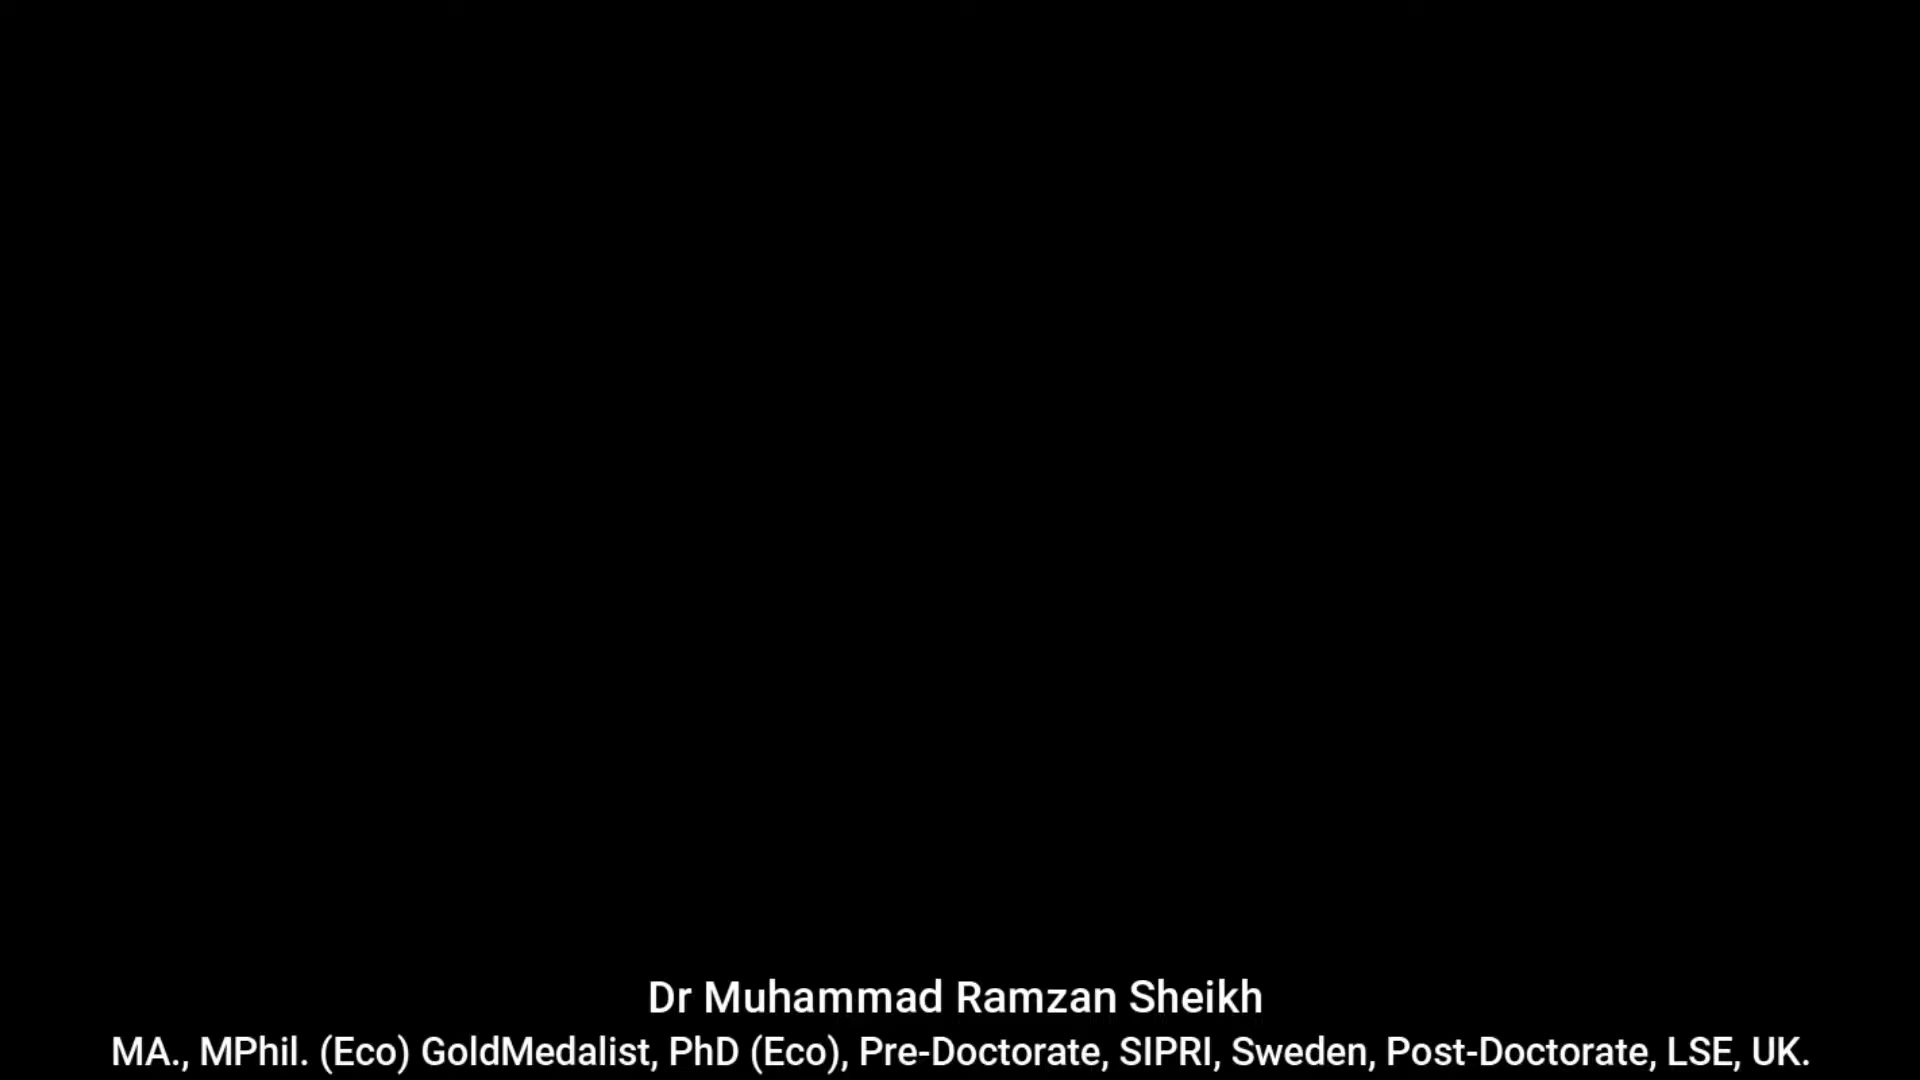 Dr Muhammad Ramzan Sheikh
MA., MPhil. (Eco) GoldMedalist, PhD (Eco), Pre-Doctorate, SIPRI, Sweden, Post-Doctorate, LSE, UK.